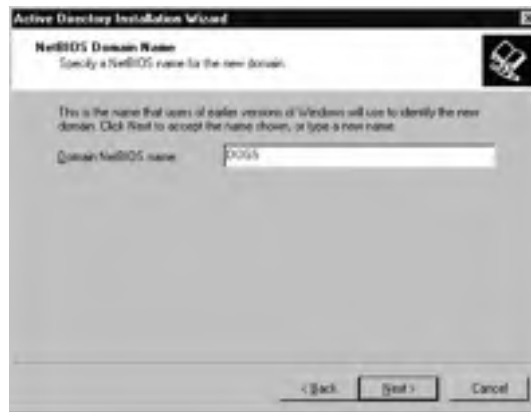 Active Directory Installation Wizard
NetBIOS Domain Name
Specify a NetBIOS name for the new domain.
This is the name that users of earlier versions of Windows will use to identify the new
domain. Click Next to accept the name shown, or type a new name.
Domain NetBIOS name:
< Back
Next >
Cancel